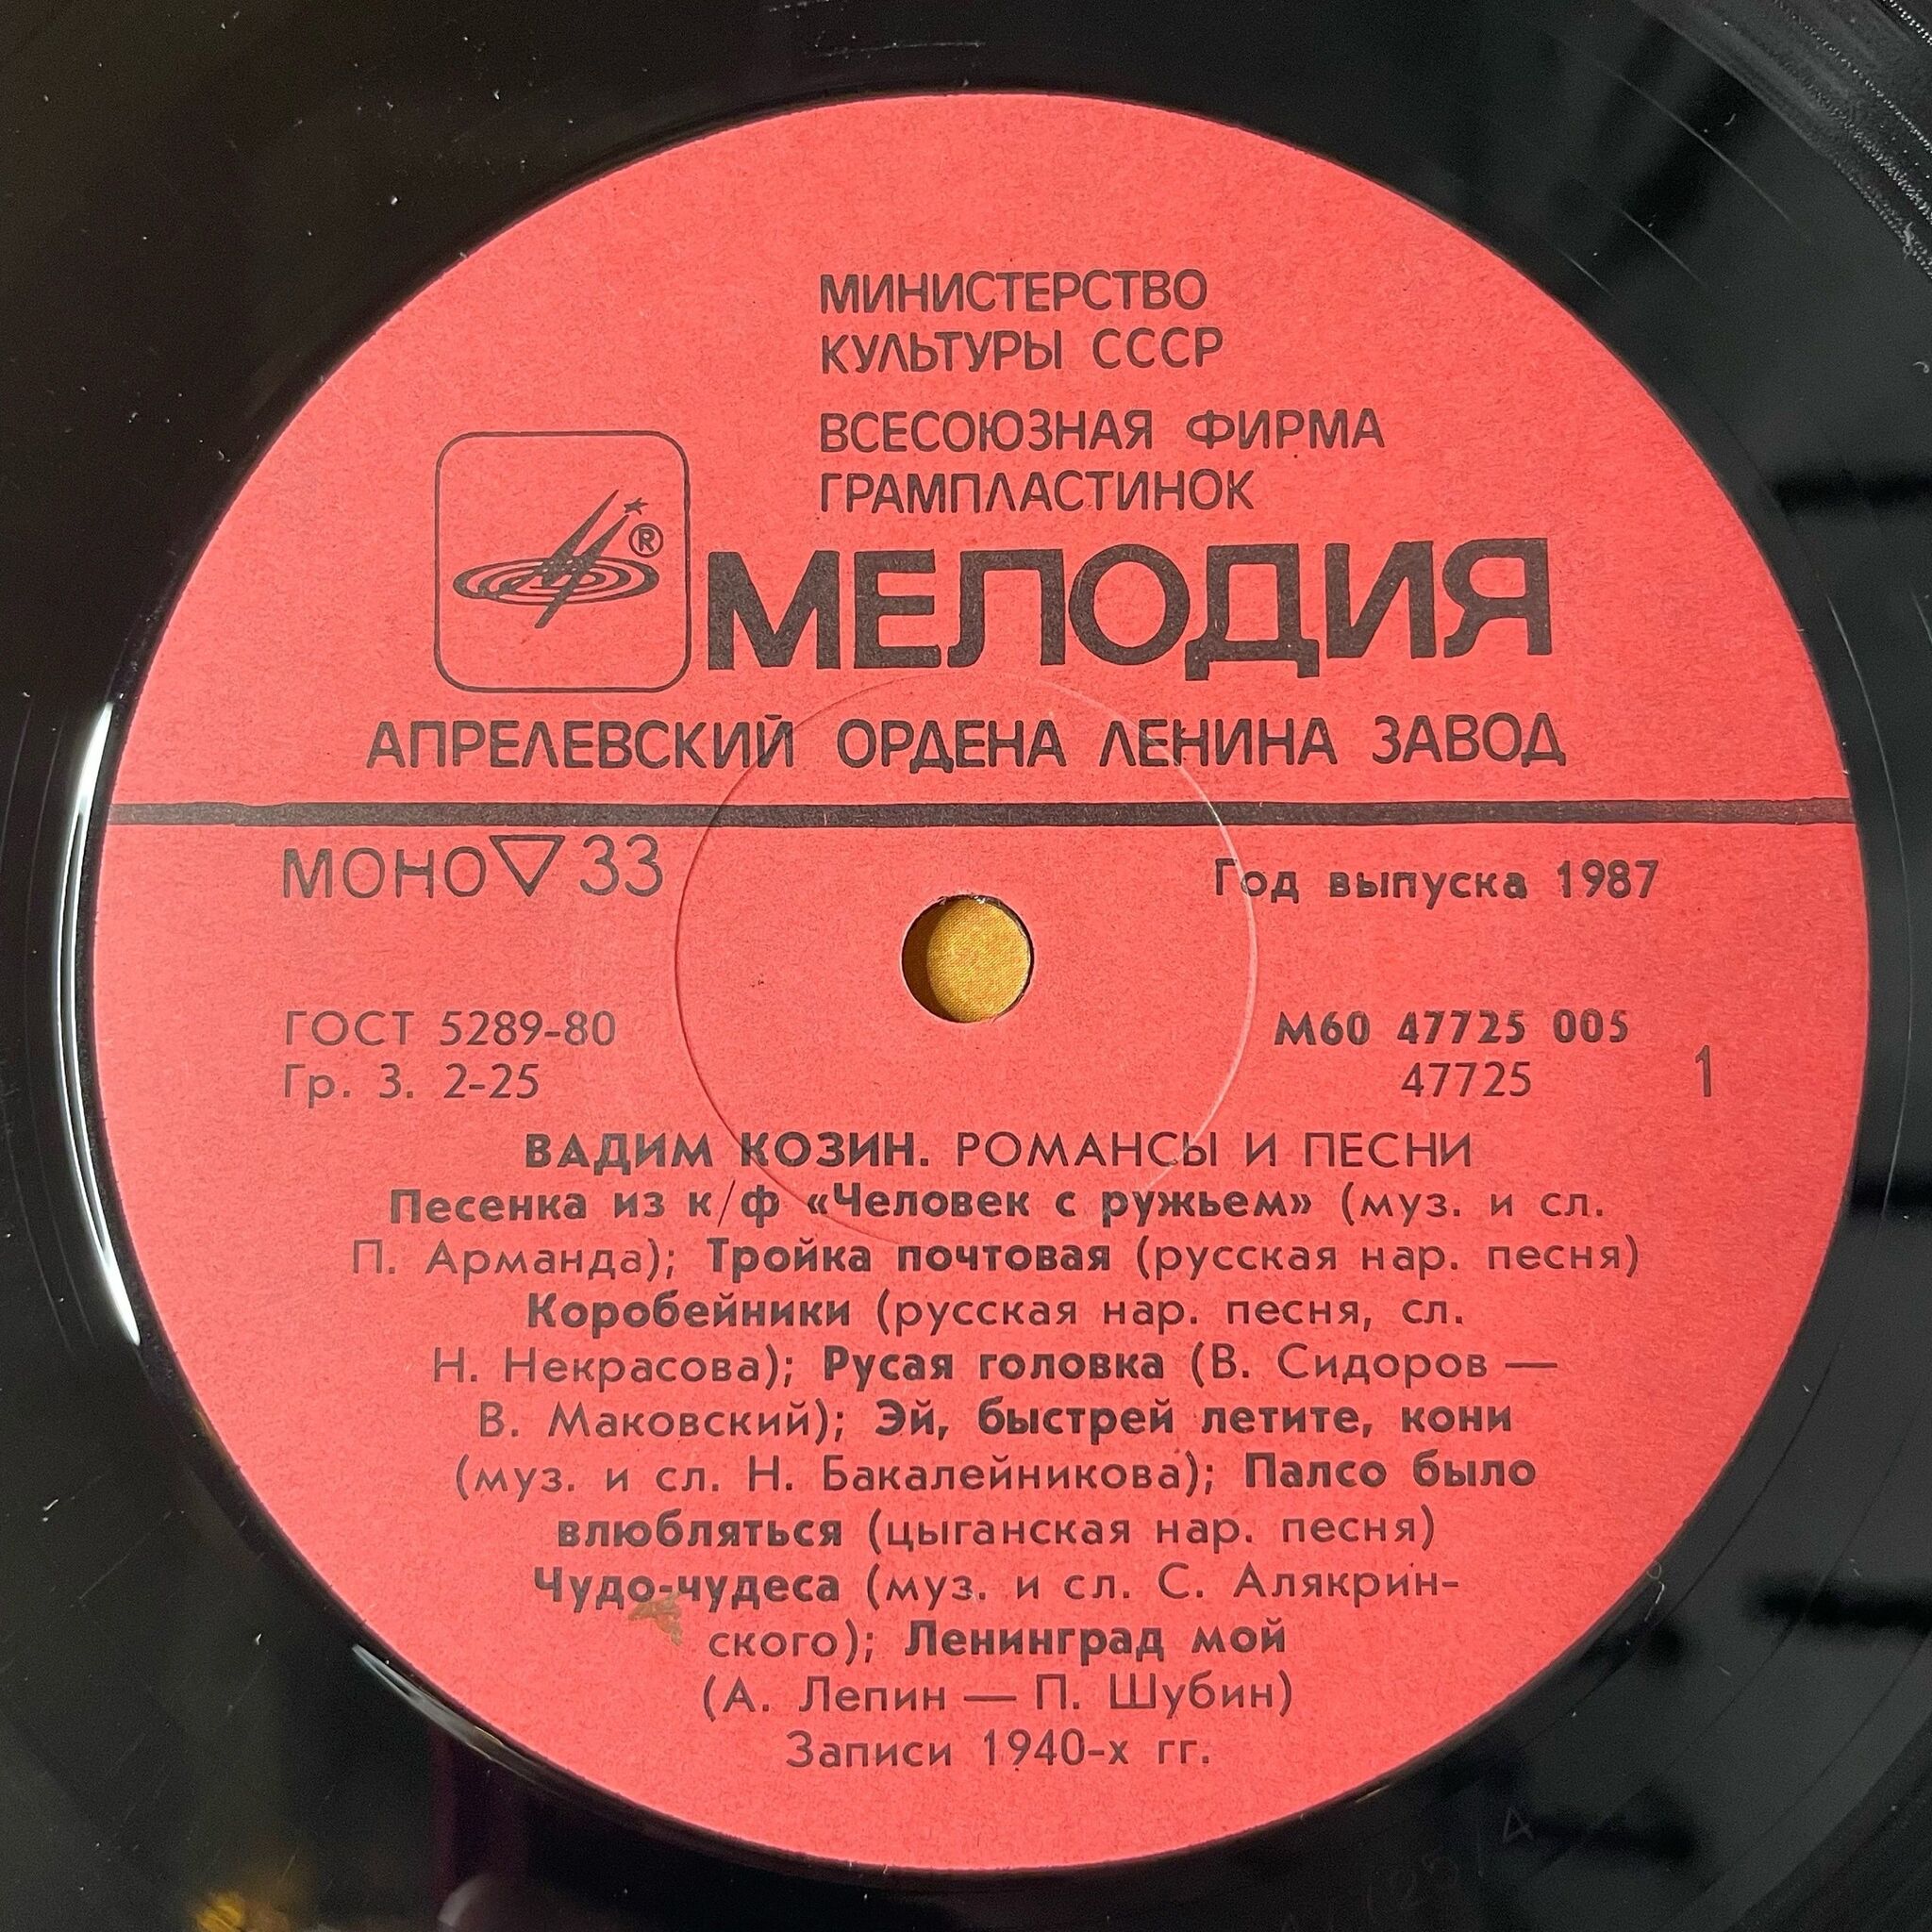 МИНИСТЕРСТВО
КУЛЬТУРЫ СССР
ВСЕСОЮЗНАЯ ФИРМА
ГРАМПЛАСТИНОК
®
МЕЛОДИЯ
АПРЕЛЕВСКИЙ ОРДЕНА ЛЕНИНА ЗАВОД
МОНО ▽ 33
Год выпуска 1987
ГОСТ 5289-80
Гр. 3. 2-25
М60 47725 005
47725
1
ВАДИМ КОЗИН. РОМАНСЫ И ПЕСНИ
Песенка из к/ф «Человек с ружьем» (муз. и сл.
П. Арманда); Тройка почтовая (русская нар. песня)
Коробейники (русская нар. песня, сл.
Н. Некрасова); Русая головка (В. Сидоров —
В. Маковский); Эй, быстрей летите, кони
(муз. и сл. Н. Бакалейникова); Палсо было
влюбляться (цыганская нар. песня)
Чудо-чудеса (муз. и сл. С. Алякрин-
ского); Ленинград мой
(А. Лепин — П. Шубин)
Записи 1940-х гг.